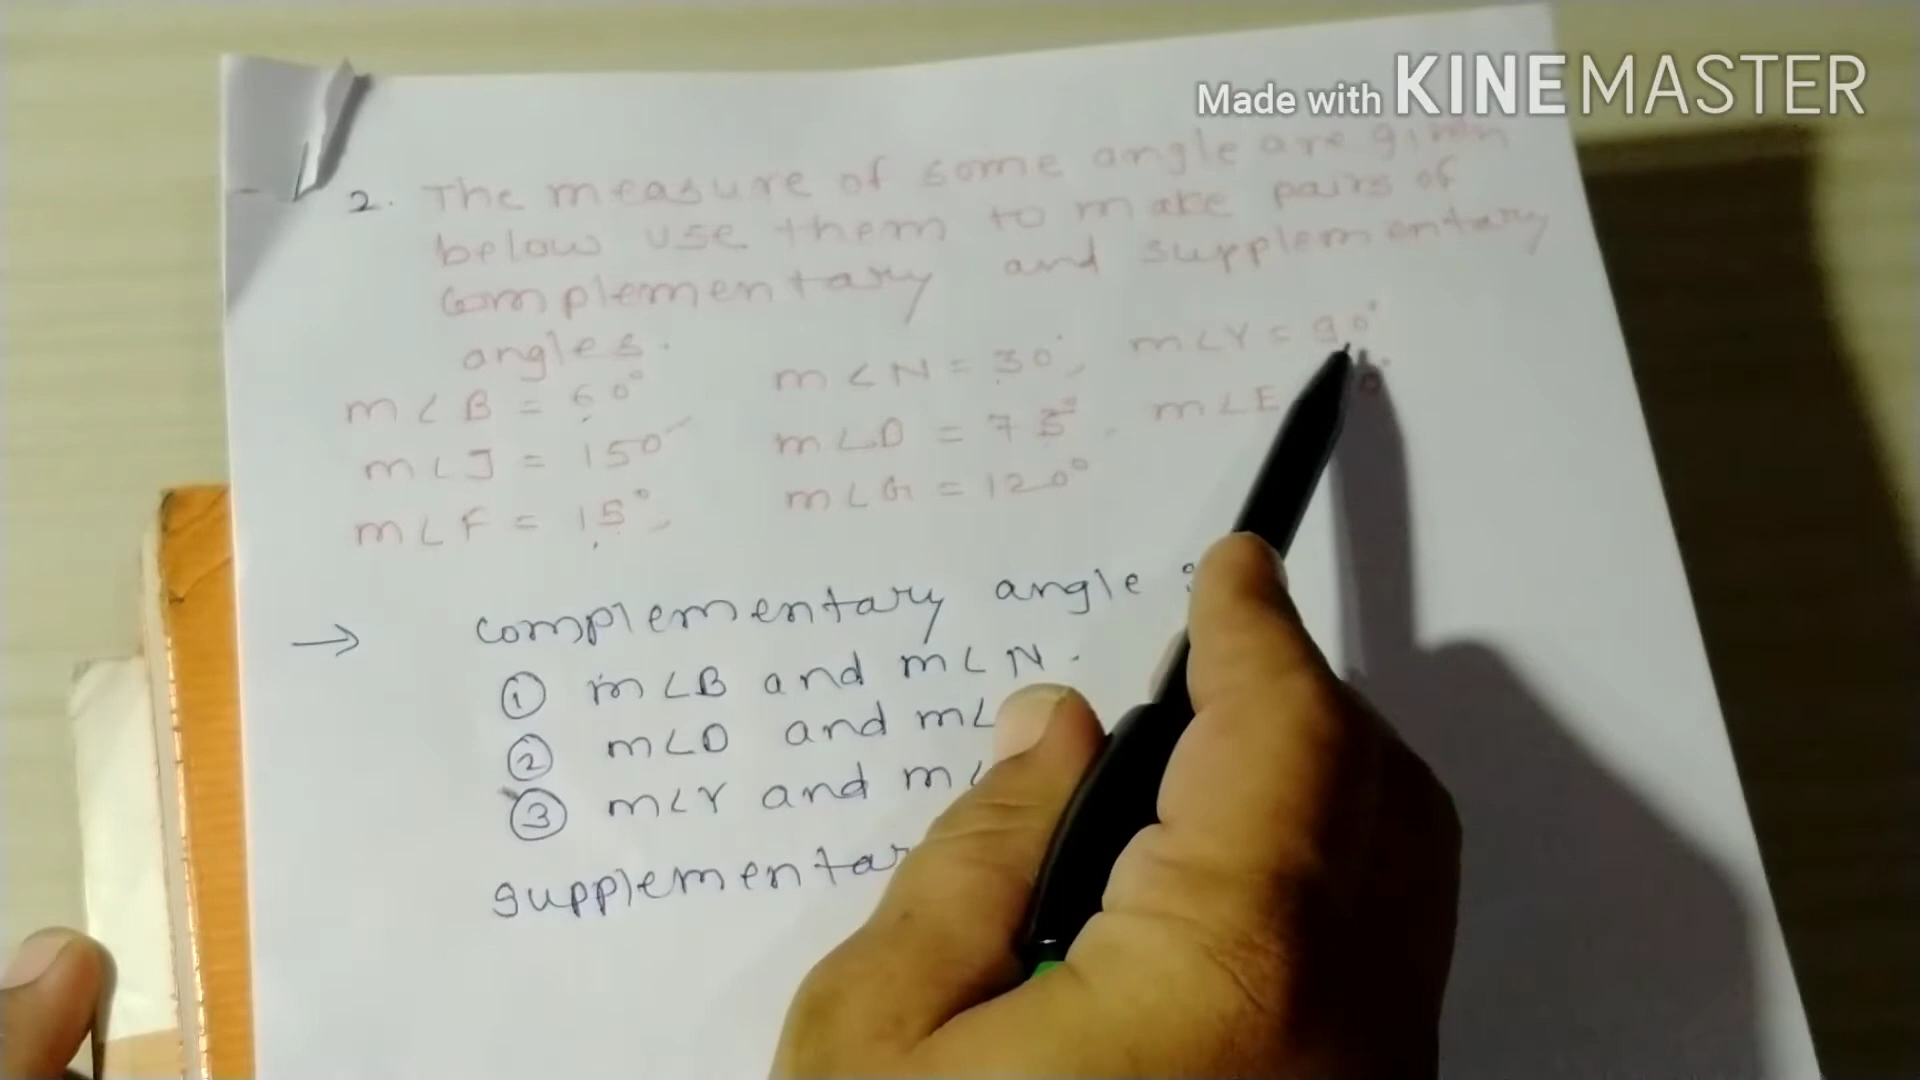 Made with KINEMASTER
2. The measure of some angle are given
below use them to make pairs of
complementary and supplementary
angles.
m∠B = 60° m∠N = 30°, m∠Y = 90°
m∠J = 150° m∠D = 75°, m∠E 0°
m∠F = 15°, m∠G = 120°
→ complementary angle :
① m∠B and m∠N.
② m∠D and m∠
③ m∠Y and m∠
supplementar